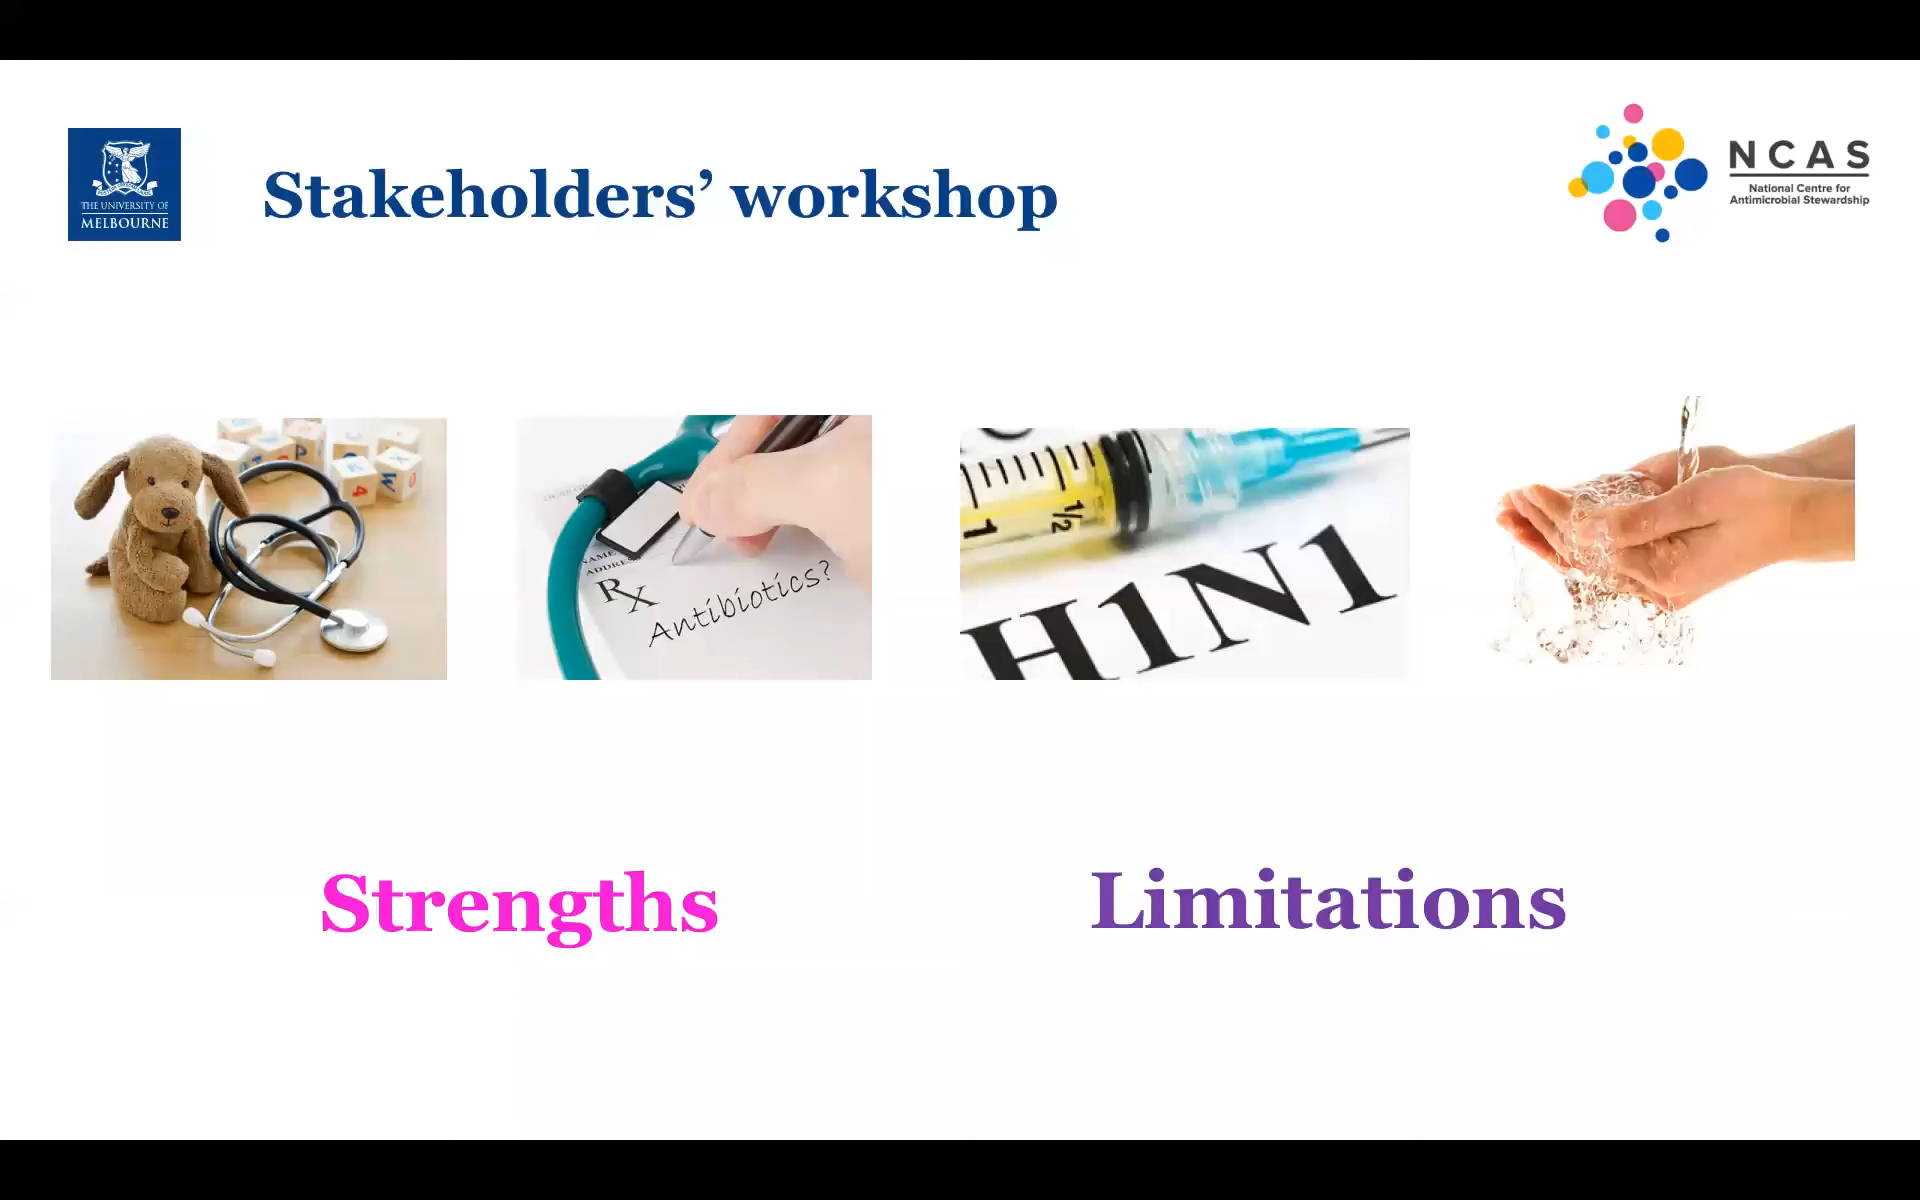 THE UNIVERSITY OF
MELBOURNE
Stakeholders’ workshop
NCAS
National Centre for
Antimicrobial Stewardship
NAME
ADDRESS
Rx
Antibiotics?
1
1/2
H1N1
Strengths
Limitations